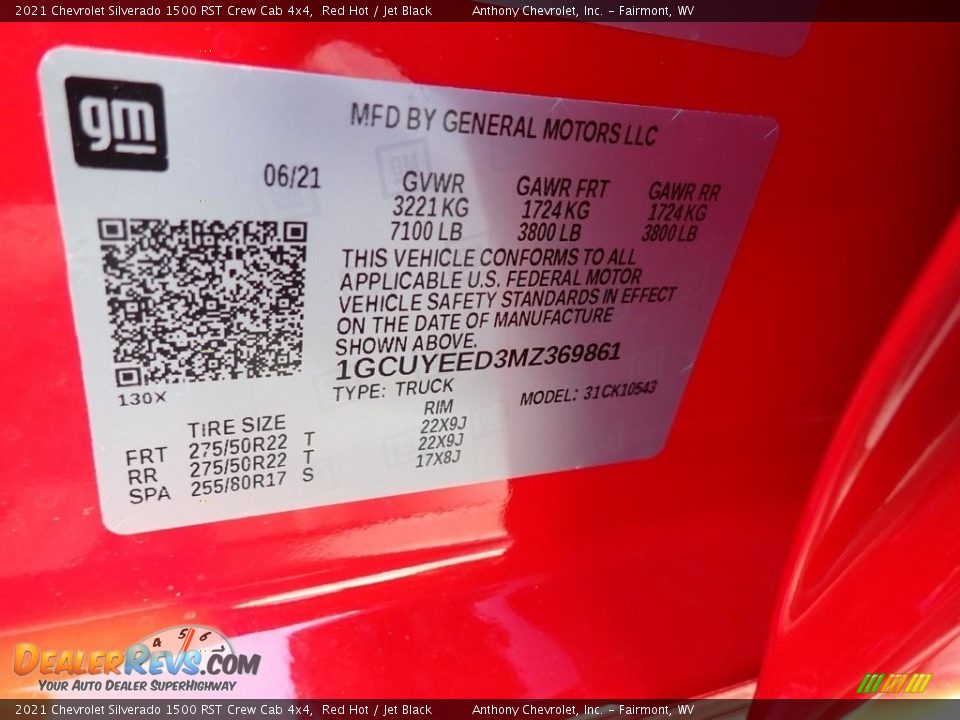 2021 Chevrolet Silverado 1500 RST Crew Cab 4x4, Red Hot / Jet Black Anthony Chevrolet, Inc. - Fairmont, WV
gm
MFD BY GENERAL MOTORS LLC
06/21
GVWR GAWR FRT GAWR RR
3221 KG 1724 KG 1724 KG
7100 LB 3800 LB 3800 LB
THIS VEHICLE CONFORMS TO ALL
APPLICABLE U.S. FEDERAL MOTOR
VEHICLE SAFETY STANDARDS IN EFFECT
ON THE DATE OF MANUFACTURE
SHOWN ABOVE.
1GCUYEED3MZ369861
TYPE: TRUCK MODEL: 31CK10543
130X
TIRE SIZE RIM
FRT 275/50R22 T 22X9J
RR 275/50R22 T 22X9J
SPA 255/80R17 S 17X8J
4 5 6
DEALERREVS.COM
YOUR AUTO DEALER SUPERHIGHWAY
2021 Chevrolet Silverado 1500 RST Crew Cab 4x4, Red Hot / Jet Black Anthony Chevrolet, Inc. - Fairmont, WV